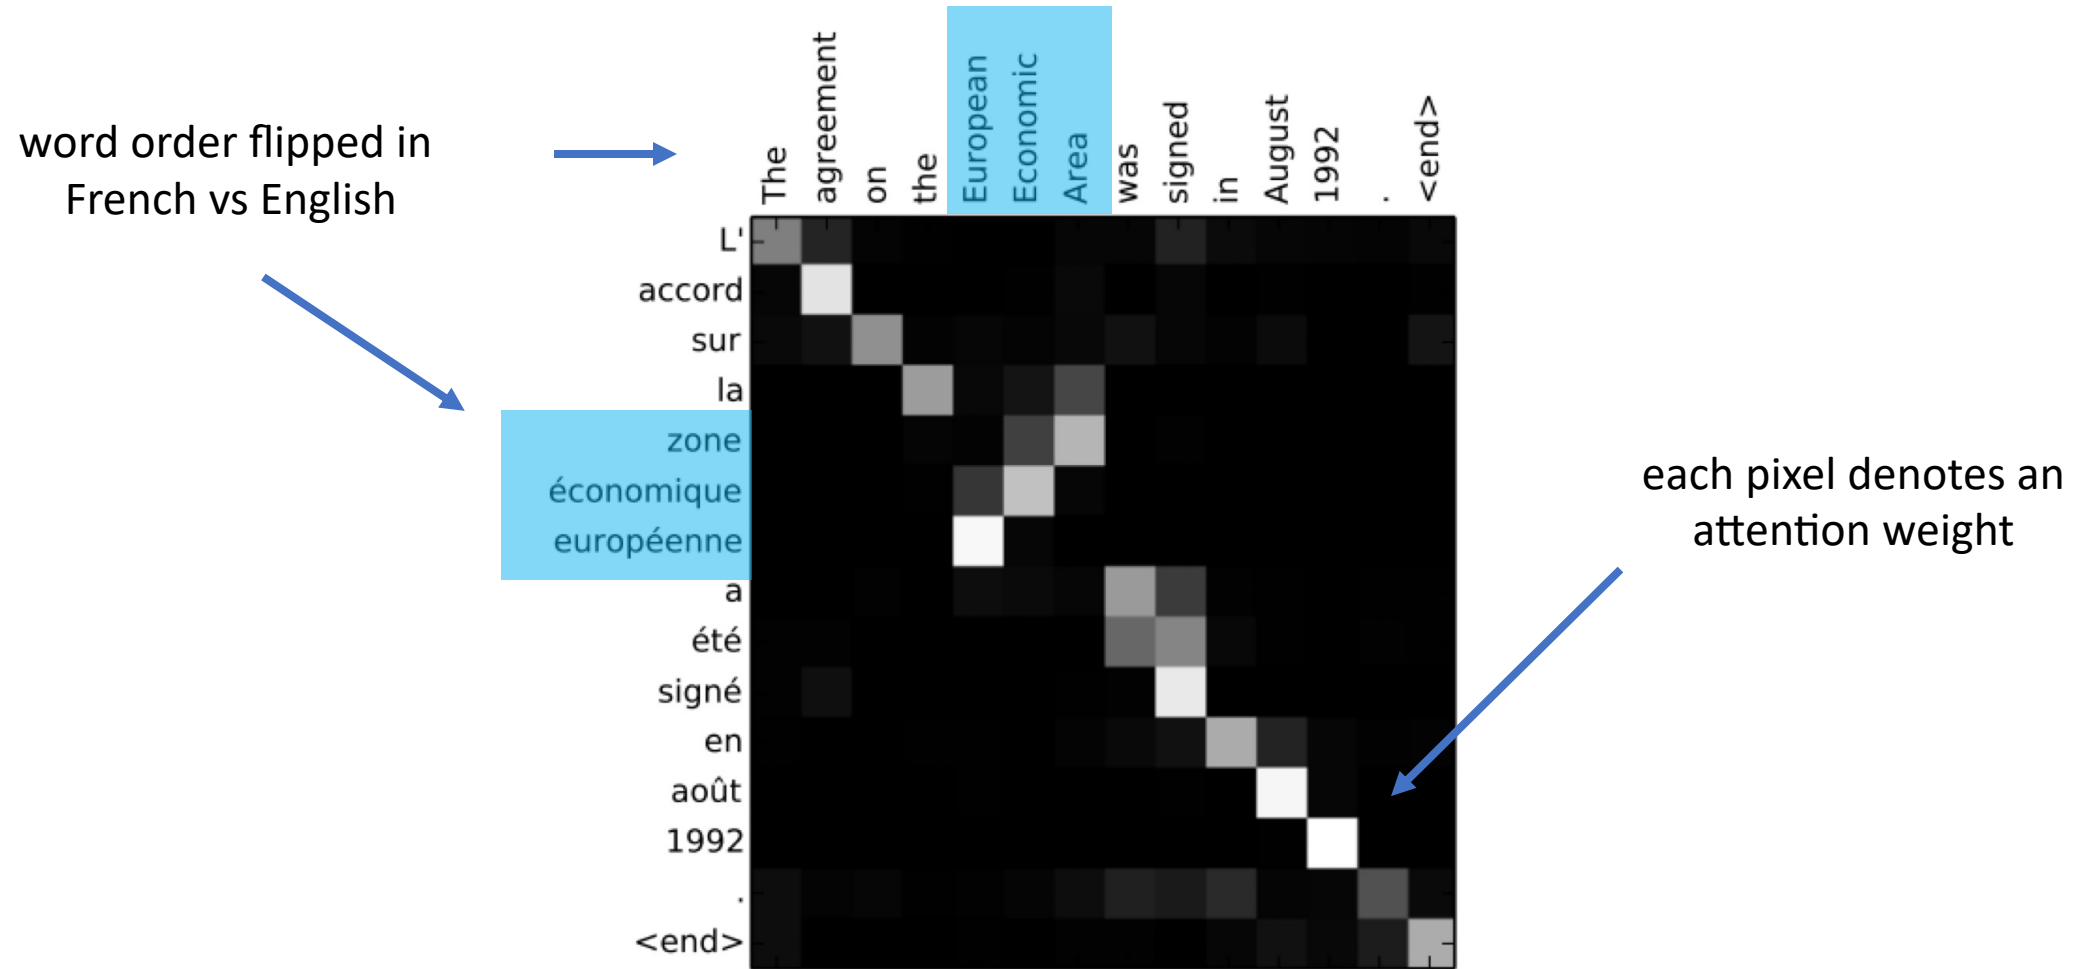 word order flipped in
French vs English
The
agreement
on
the
European
Economic
Area
was
signed
in
August
1992
.
<end>
L'
accord
sur
la
zone
économique
européenne
a
été
signé
en
août
1992
.
<end>
each pixel denotes an
attention weight